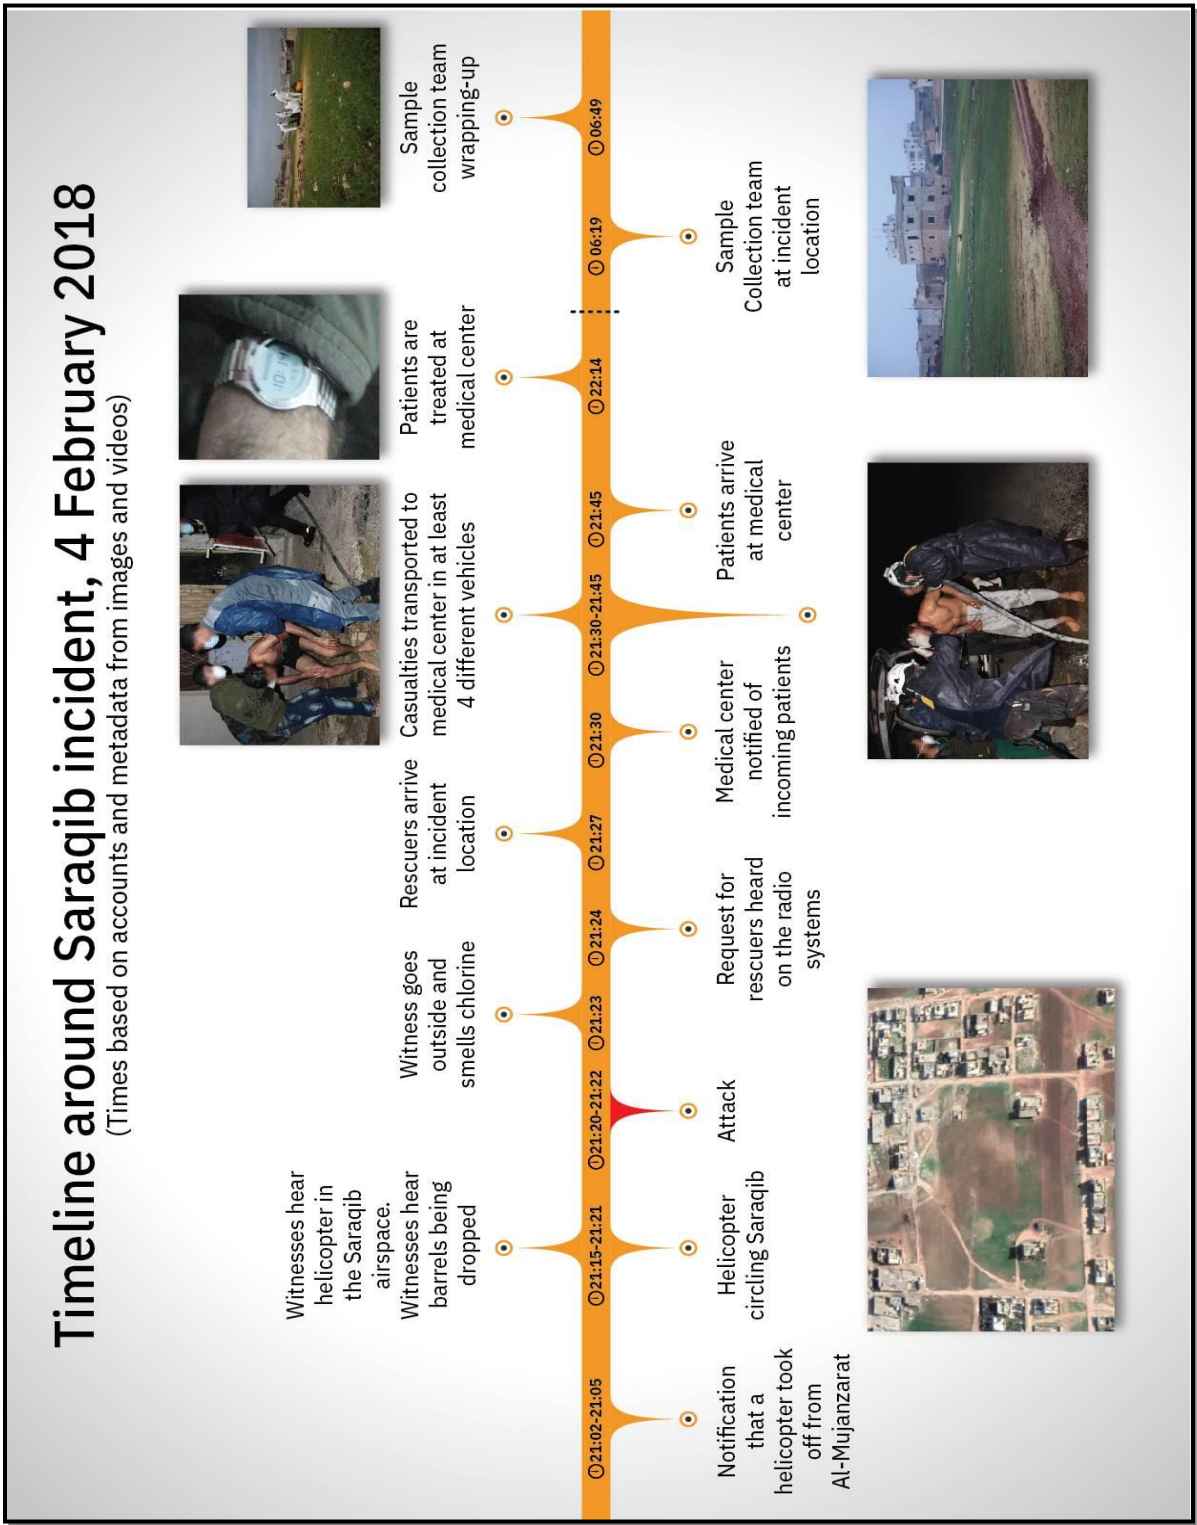 Timeline around Saraqib incident, 4 February 2018
(Times based on accounts and metadata from images and videos)
21:02-21:05
Notification
that a
helicopter took
off from
Al-Mujanzarat
21:15-21:21
Witnesses hear
helicopter in
the Saraqib
airspace.
Witnesses hear
barrels being
dropped
Helicopter
circling Saraqib
21:20-21:22
Attack
21:23
Witness goes
outside and
smells chlorine
21:24
Request for
rescuers heard
on the radio
systems
21:27
Rescuers arrive
at incident
location
21:30
Medical center
notified of
incoming patients
21:30-21:45
Casualties transported to
medical center in at least
4 different vehicles
21:45
Patients arrive
at medical
center
22:14
Patients are
treated at
medical center
06:19
Sample
Collection team
at incident
location
06:49
Sample
collection team
wrapping-up